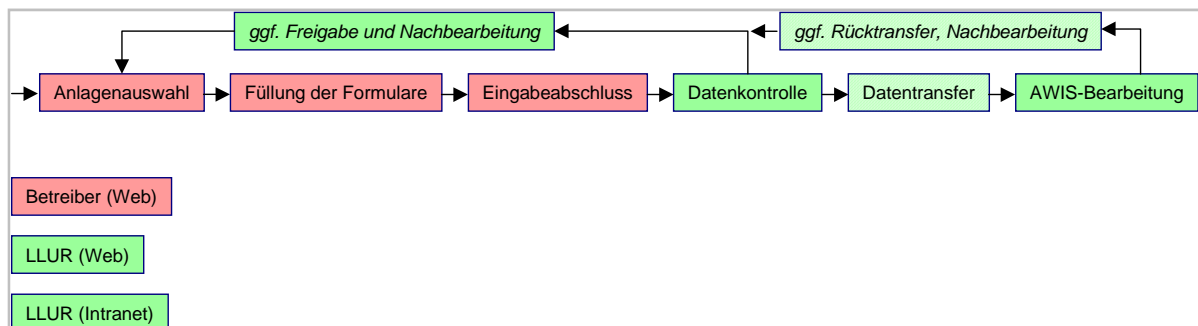 ggf. Freigabe und Nachbearbeitung
ggf. Rücktransfer, Nachbearbeitung
Anlagenauswahl
Füllung der Formulare
Eingabeabschluss
Datenkontrolle
Datentransfer
AWIS-Bearbeitung
Betreiber (Web)
LLUR (Web)
LLUR (Intranet)